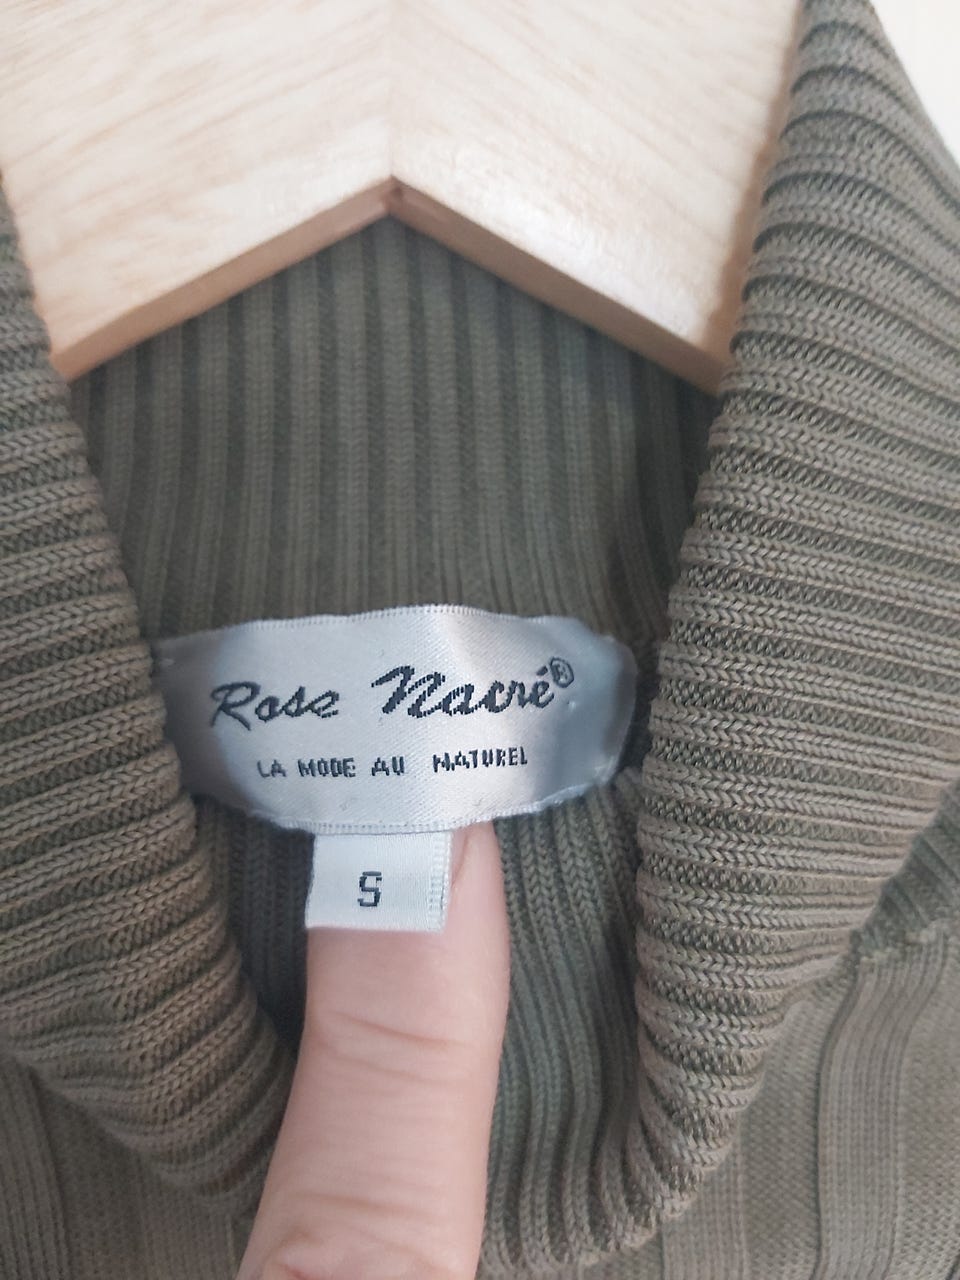 Rose Nacré®
LA MODE AU NATUREL
S